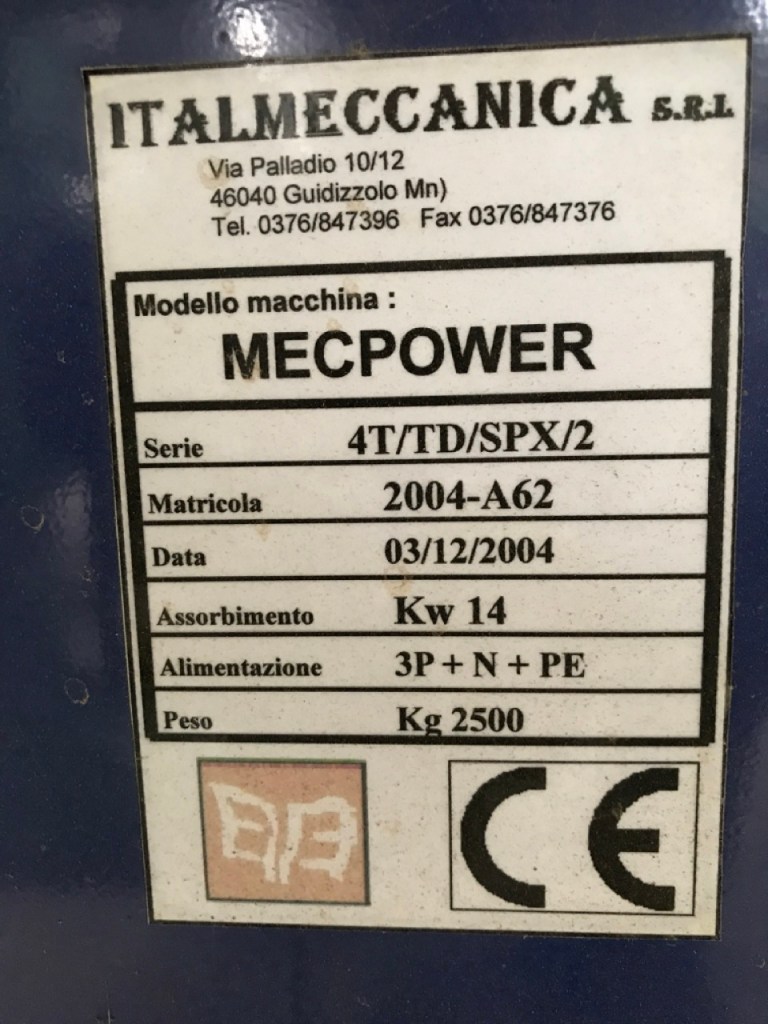 ITALMECCANICA S.R.L
Via Palladio 10/12
46040 Guidizzolo Mn)
Tel. 0376/847396 Fax 0376/847376
Modello macchina :
MECPOWER
Serie 4T/TD/SPX/2
Matricola 2004-A62
Data 03/12/2004
Assorbimento Kw 14
Alimentazione 3P + N + PE
Peso Kg 2500
CE